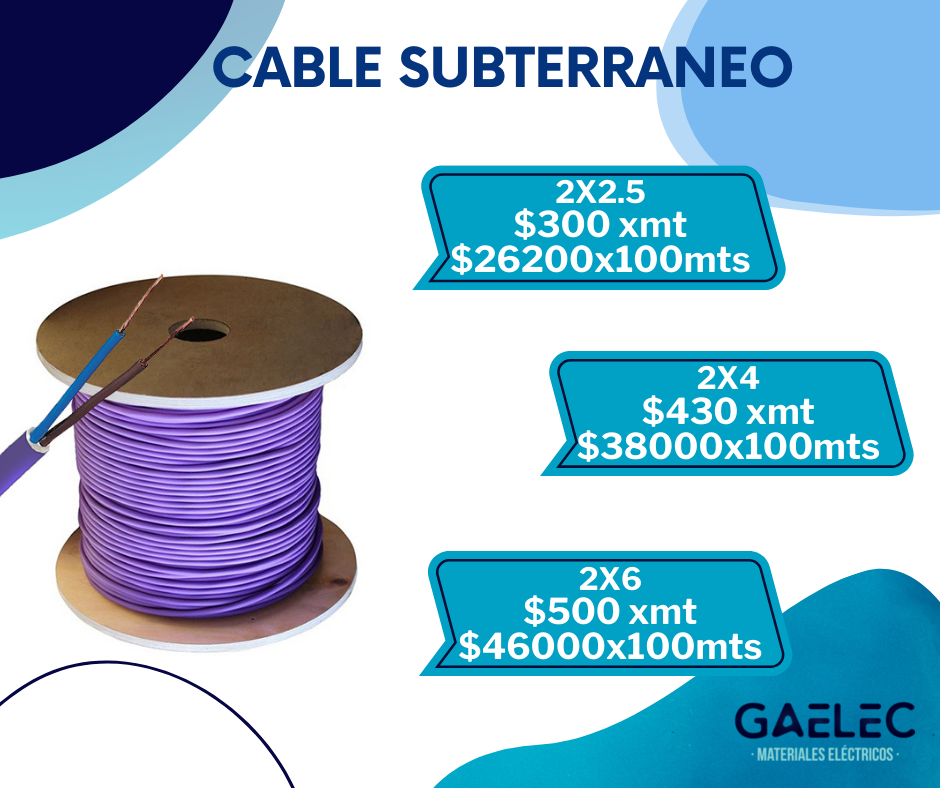 CABLE SUBTERRANEO
2X2.5
$300 xmt
$26200x100mts
2X4
$430 xmt
$38000x100mts
2X6
$500 xmt
$46000x100mts
GAELEC
· MATERIALES ELÉCTRICOS ·